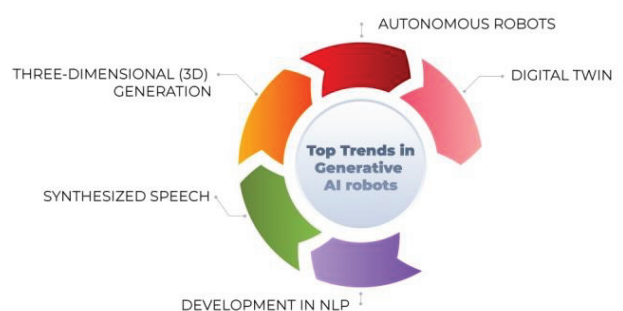 AUTONOMOUS ROBOTS
DIGITAL TWIN
THREE-DIMENSIONAL (3D)
GENERATION
Top Trends in
Generative
AI robots
SYNTHESIZED SPEECH
DEVELOPMENT IN NLP